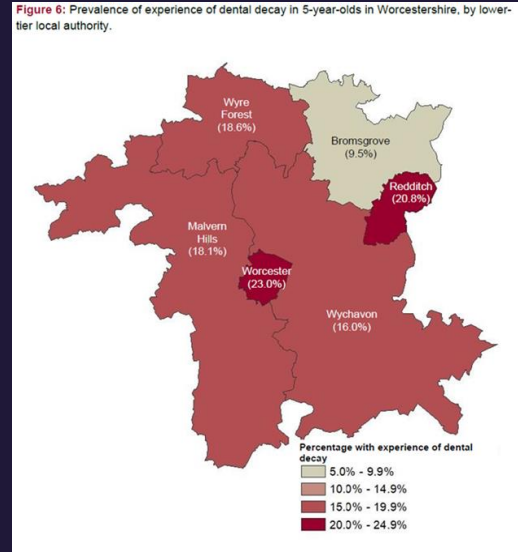 Figure 6: Prevalence of experience of dental decay in 5-year-olds in Worcestershire, by lower-
tier local authority.
Wyre
Forest
(18.6%)
Bromsgrove
(9.5%)
Redditch
(20.8%)
Malvern
Hills
(18.1%)
Worcester
(23.0%)
Wychavon
(16.0%)
Percentage with experience of dental
decay
5.0% - 9.9%
10.0% - 14.9%
15.0% - 19.9%
20.0% - 24.9%